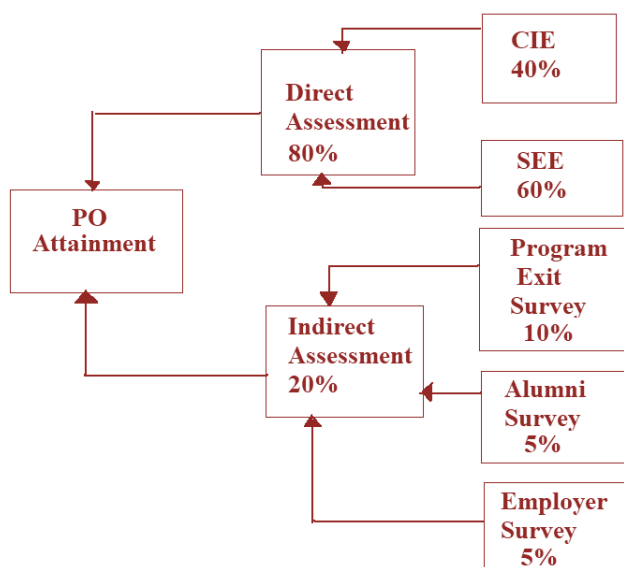 CIE
40%
Direct
Assessment
80%
SEE
60%
PO
Attainment
Program
Exit
Survey
10%
Indirect
Assessment
20%
Alumni
Survey
5%
Employer
Survey
5%